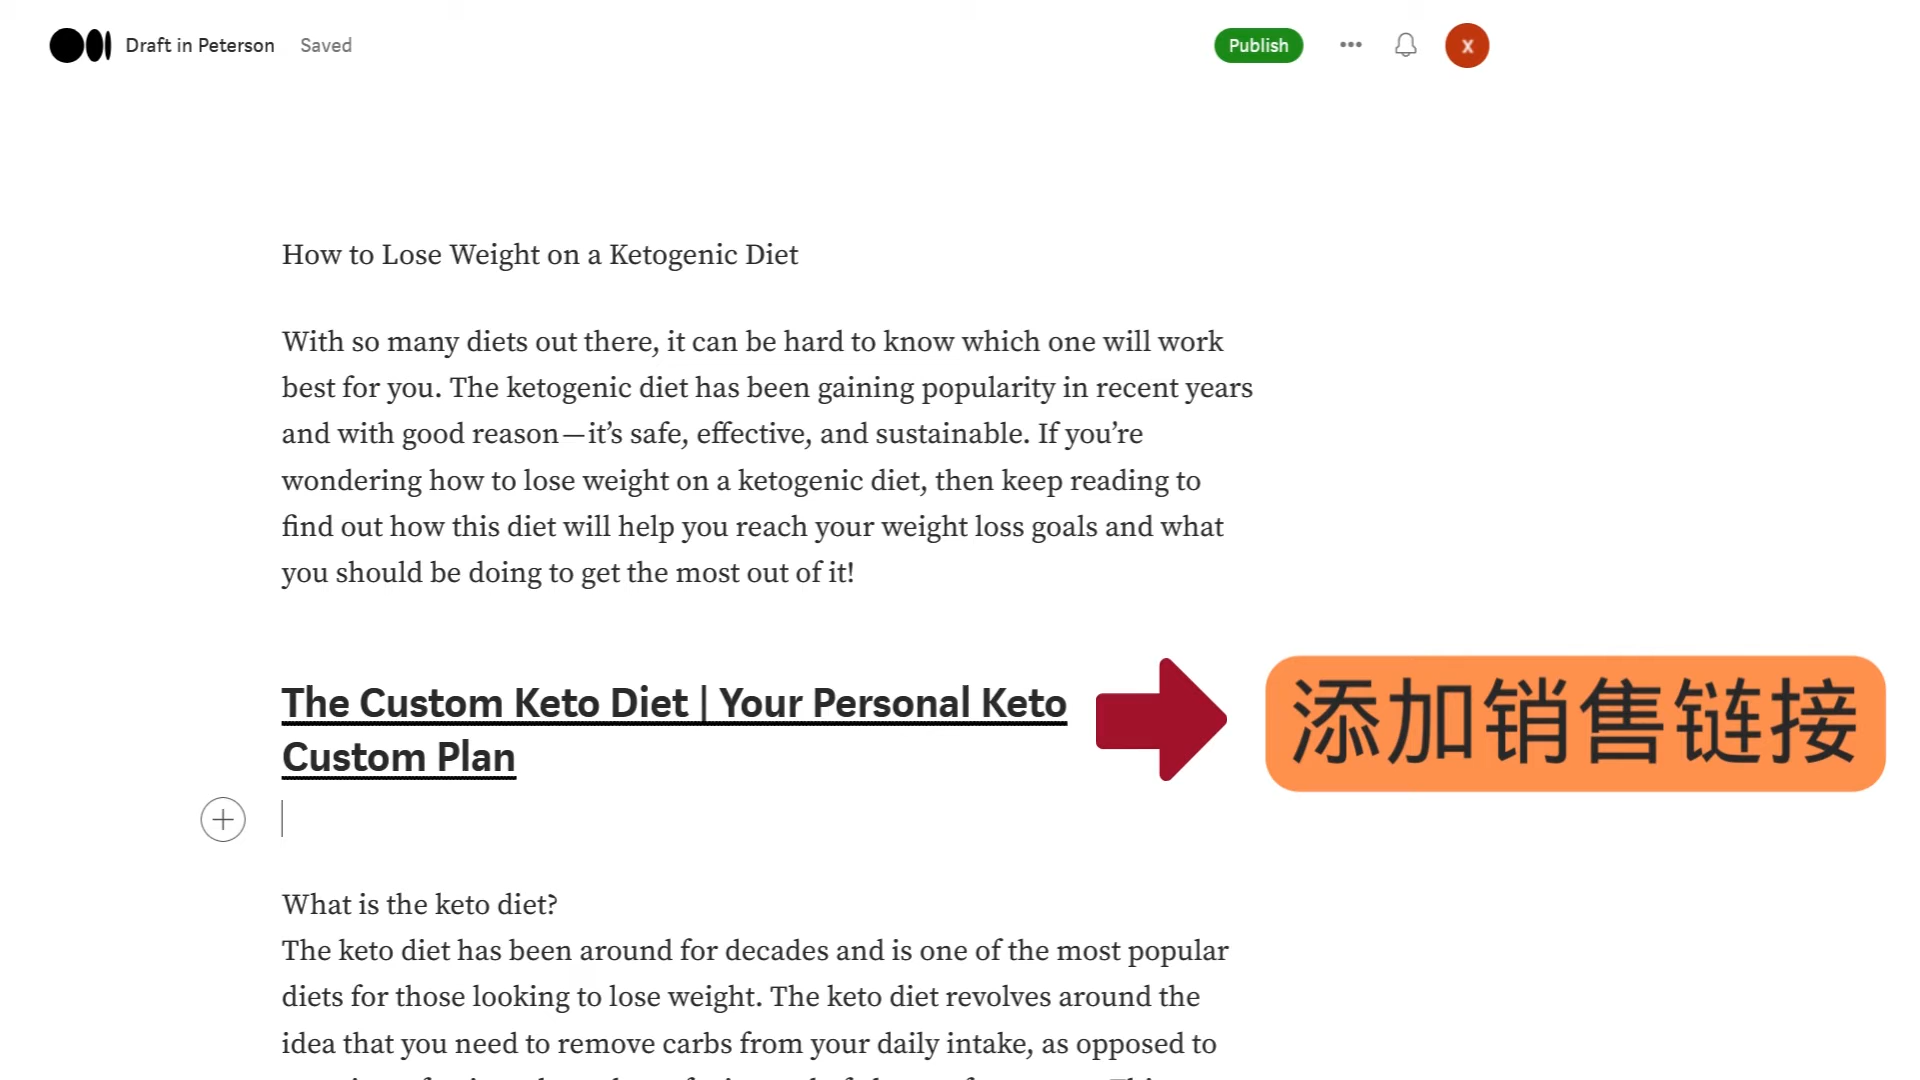 Draft in Peterson Saved
Publish
X
How to Lose Weight on a Ketogenic Diet
With so many diets out there, it can be hard to know which one will work
best for you. The ketogenic diet has been gaining popularity in recent years
and with good reason — it’s safe, effective, and sustainable. If you’re
wondering how to lose weight on a ketogenic diet, then keep reading to
find out how this diet will help you reach your weight loss goals and what
you should be doing to get the most out of it!
The Custom Keto Diet | Your Personal Keto
Custom Plan
添加销售链接
What is the keto diet?
The keto diet has been around for decades and is one of the most popular
diets for those looking to lose weight. The keto diet revolves around the
idea that you need to remove carbs from your daily intake, as opposed to